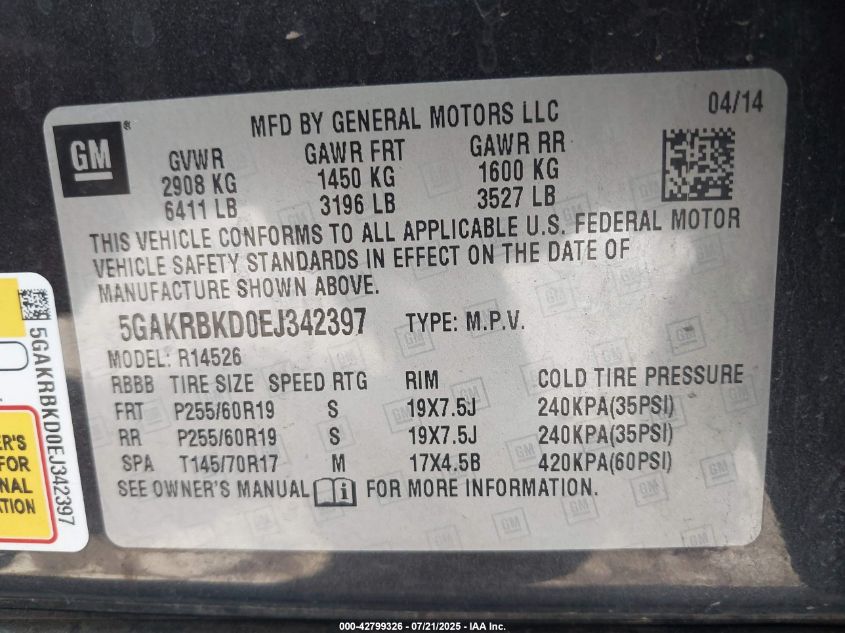 GM
MFD BY GENERAL MOTORS LLC
04/14
GVWR GAWR FRT GAWR RR
2908 KG 1450 KG 1600 KG
6411 LB 3196 LB 3527 LB
THIS VEHICLE CONFORMS TO ALL APPLICABLE U.S. FEDERAL MOTOR
VEHICLE SAFETY STANDARDS IN EFFECT ON THE DATE OF
MANUFACTURE SHOWN ABOVE.
5GAKRBKD0EJ342397 TYPE: M.P.V.
MODEL: R14526
RBBB TIRE SIZE SPEED RTG RIM COLD TIRE PRESSURE
FRT P255/60R19 S 19X7.5J 240KPA(35PSI)
RR P255/60R19 S 19X7.5J 240KPA(35PSI)
SPA T145/70R17 M 17X4.5B 420KPA(60PSI)
SEE OWNER'S MANUAL FOR MORE INFORMATION.
5GAKRBKD0EJ342397
ER'S
FOR
NAL
TION
000-42799326 - 07/21/2025 - IAA Inc.